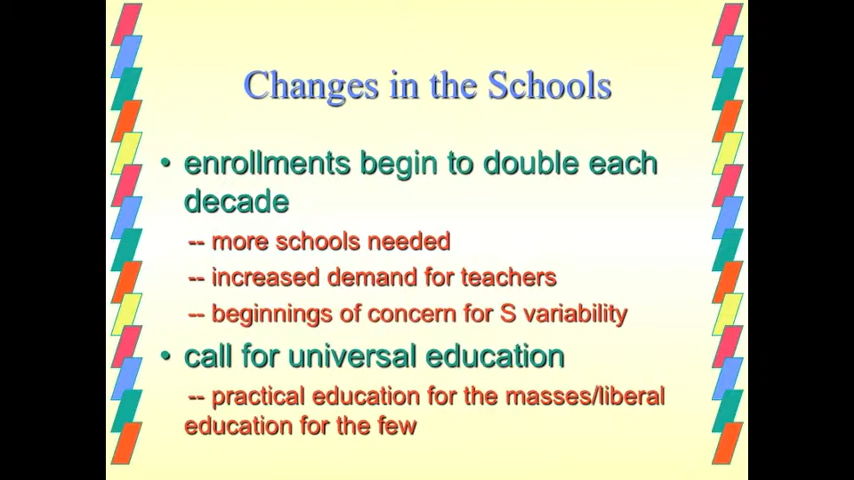 Changes in the Schools
• enrollments begin to double each
decade
-- more schools needed
-- increased demand for teachers
-- beginnings of concern for S variability
• call for universal education
-- practical education for the masses/liberal
education for the few